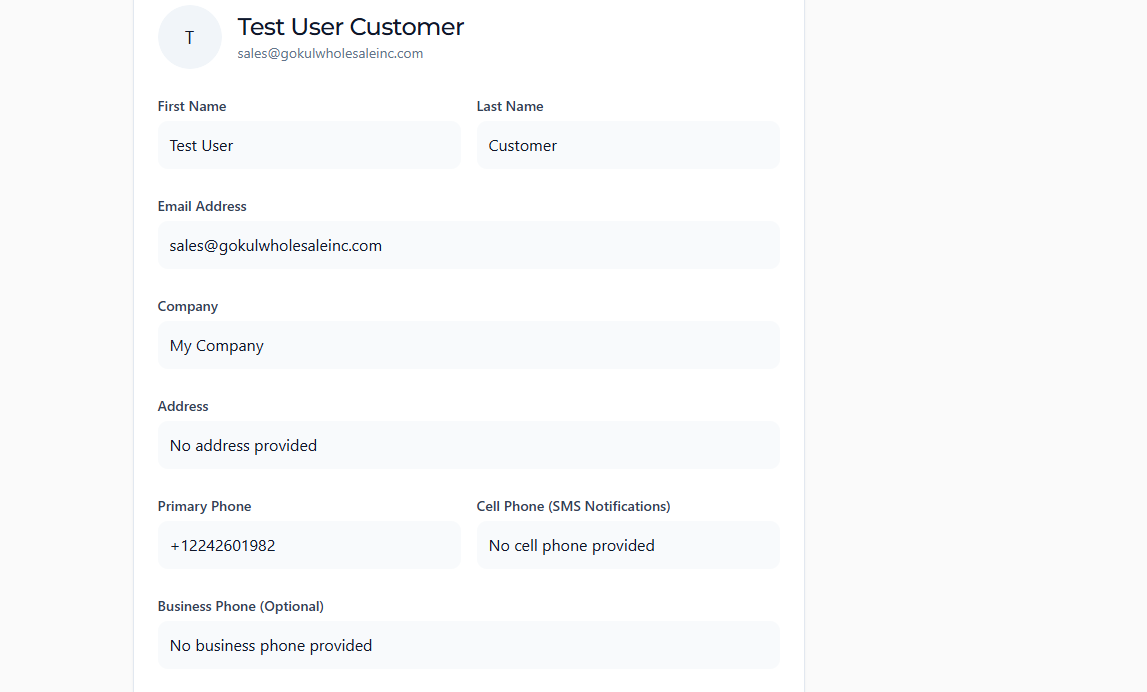 T
Test User Customer
sales@gokulwholesaleinc.com
First Name
Last Name
Test User
Customer
Email Address
sales@gokulwholesaleinc.com
Company
My Company
Address
No address provided
Primary Phone
Cell Phone (SMS Notifications)
+12242601982
No cell phone provided
Business Phone (Optional)
No business phone provided